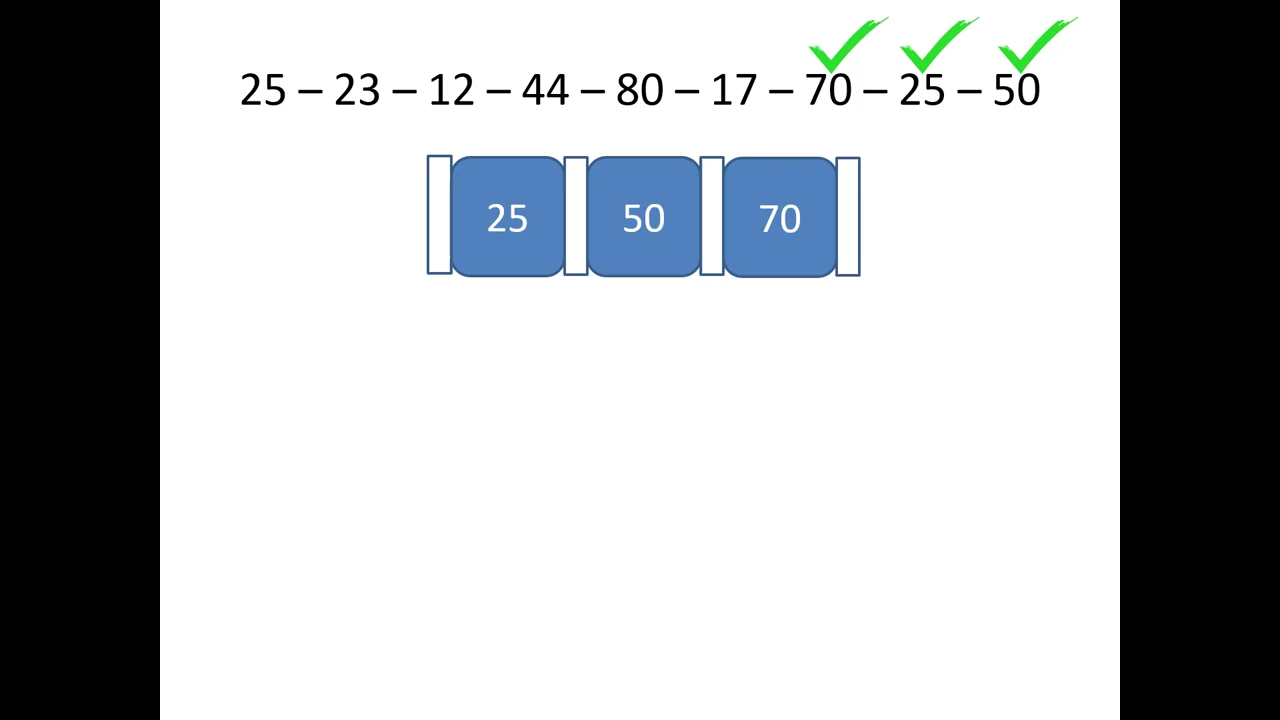 25 – 23 – 12 – 44 – 80 – 17 – 70 – 25 – 50
25 50 70